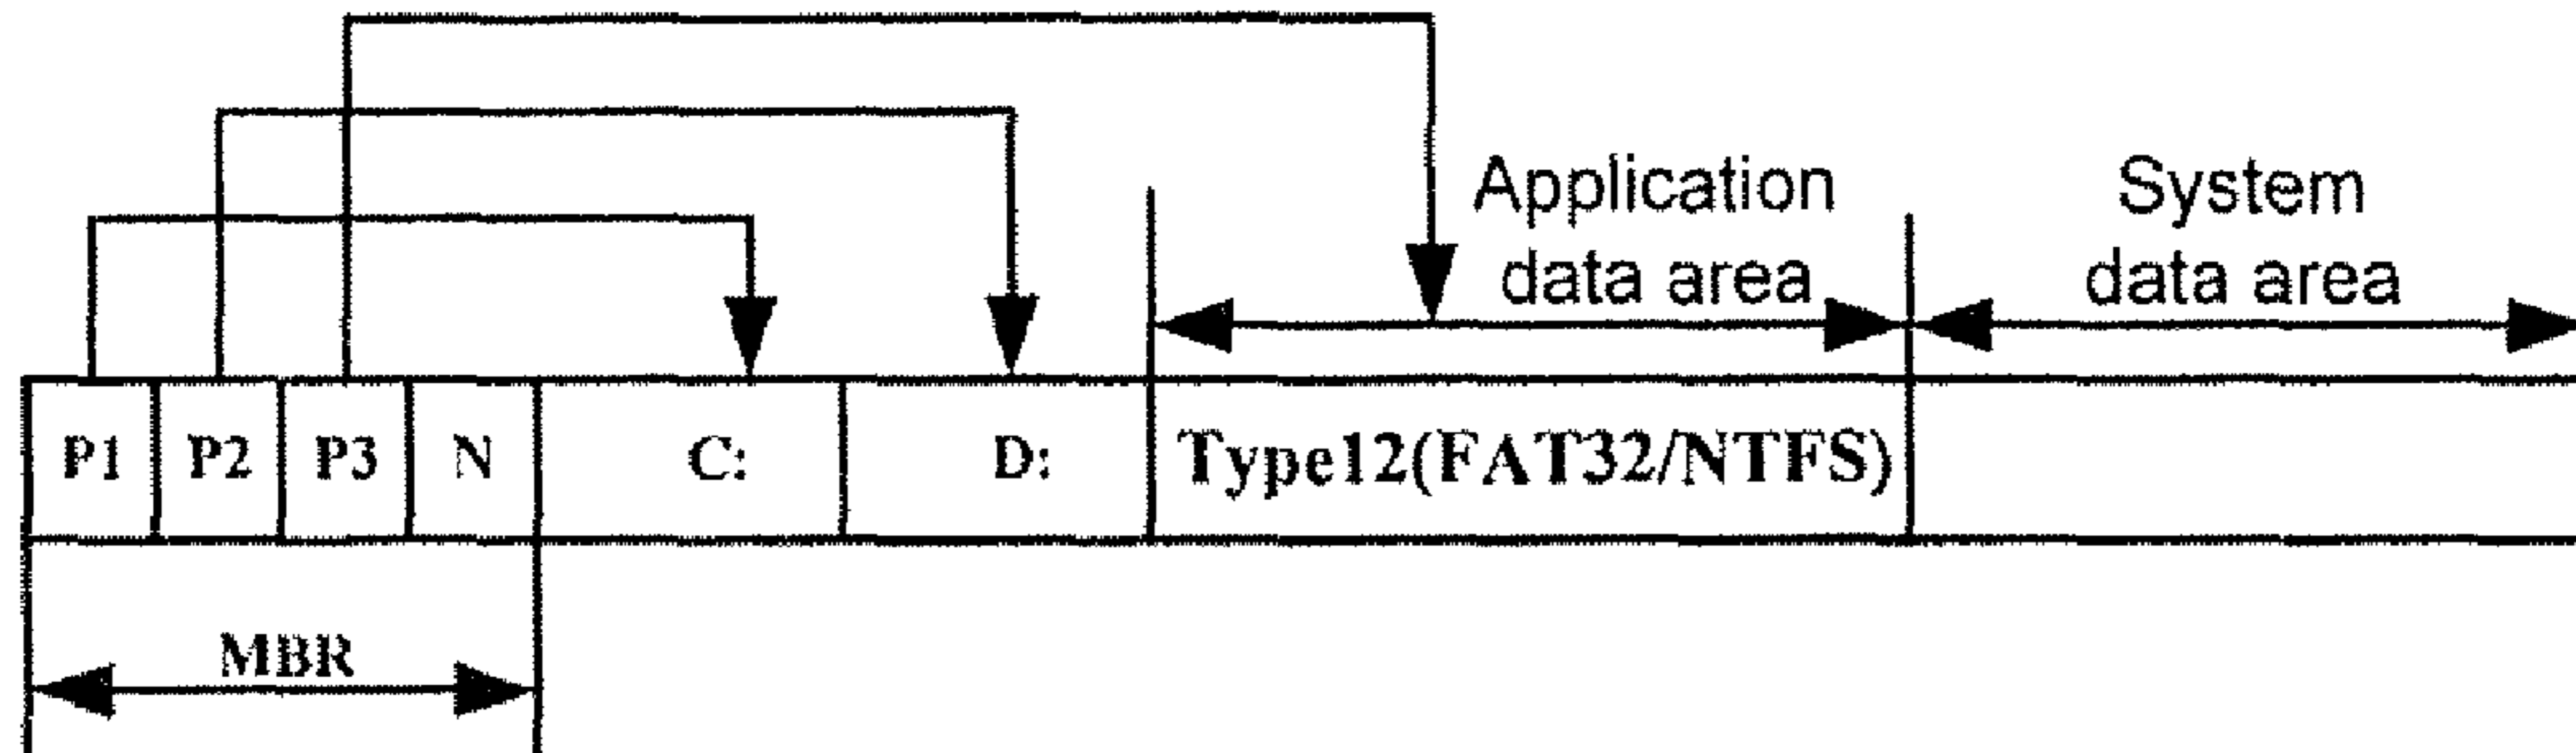 Application
data area
System
data area
P1 P2 P3 N C: D: Type12(FAT32/NTFS)
MBR